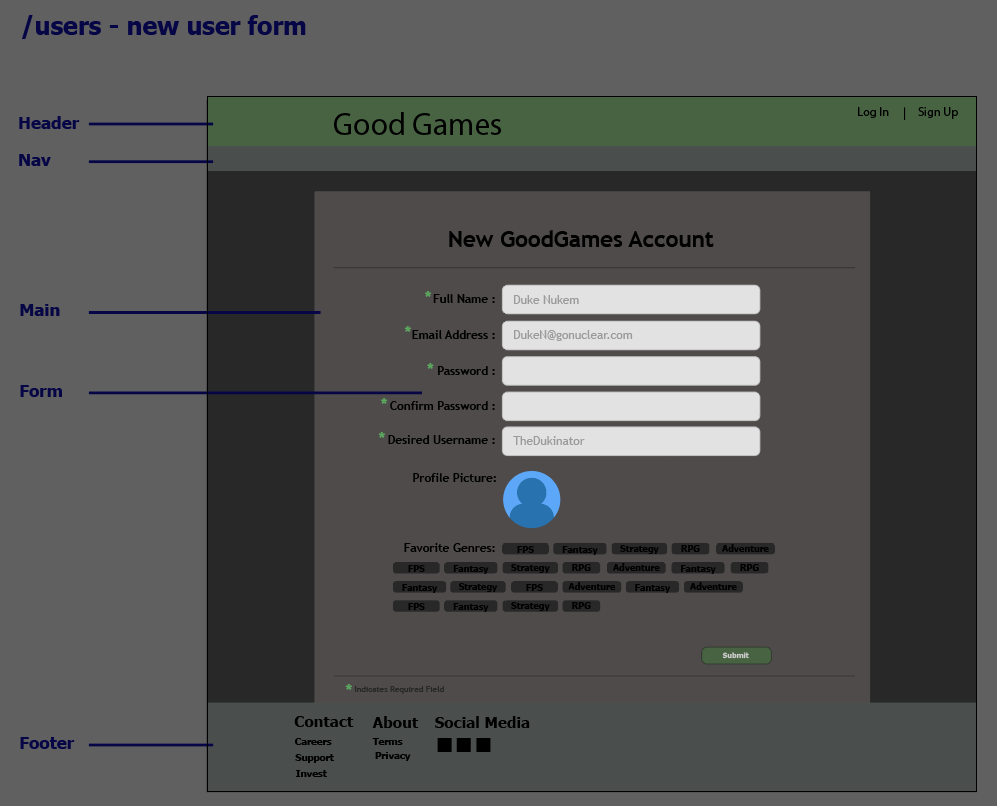 /users - new user form
Header
Good Games
Log In | Sign Up
Nav
New GoodGames Account
Main
*Full Name : Duke Nukem
*Email Address : DukeN@gonuclear.com
* Password :
Form
* Confirm Password :
*Desired Username : TheDukinator
Profile Picture:
Favorite Genres: FPS Fantasy Strategy RPG Adventure
FPS Fantasy Strategy RPG Adventure Fantasy RPG
Fantasy Strategy FPS Adventure Fantasy Adventure
FPS Fantasy Strategy RPG
Submit
* Indicates Required Field
Footer
Contact About Social Media
Careers Terms
Support Privacy
Invest